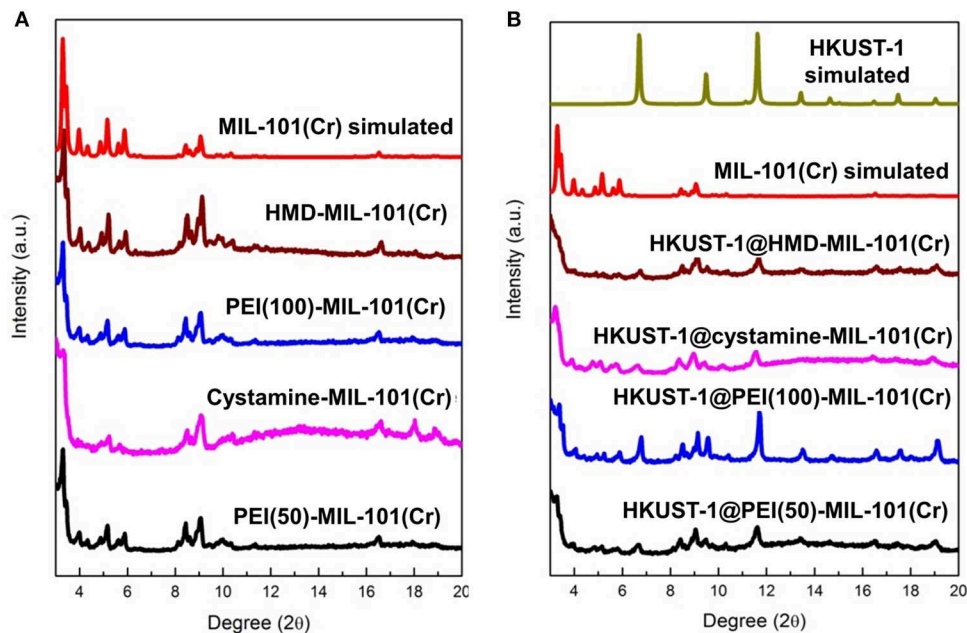 A
MIL-101(Cr) simulated
HMD-MIL-101(Cr)
PEI(100)-MIL-101(Cr)
Cystamine-MIL-101(Cr)
PEI(50)-MIL-101(Cr)
Intensity (a.u.)
4 6 8 10 12 14 16 18 20
Degree (2θ)
B
HKUST-1
simulated
MIL-101(Cr) simulated
HKUST-1@HMD-MIL-101(Cr)
HKUST-1@cystamine-MIL-101(Cr)
HKUST-1@PEI(100)-MIL-101(Cr)
HKUST-1@PEI(50)-MIL-101(Cr)
Intensity (a.u.)
4 6 8 10 12 14 16 18 20
Degree (2θ)